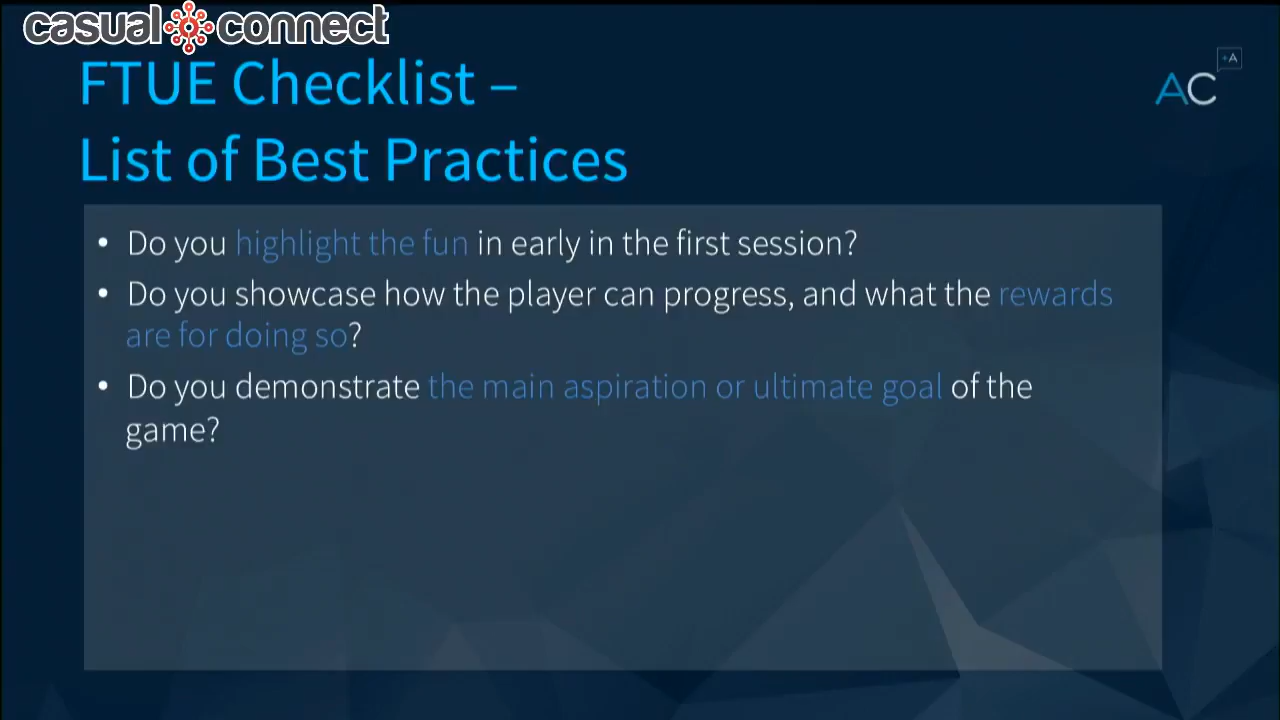 casual connect
FTUE Checklist –
List of Best Practices
+A
AC
• Do you highlight the fun in early in the first session?
• Do you showcase how the player can progress, and what the rewards
are for doing so?
• Do you demonstrate the main aspiration or ultimate goal of the
game?